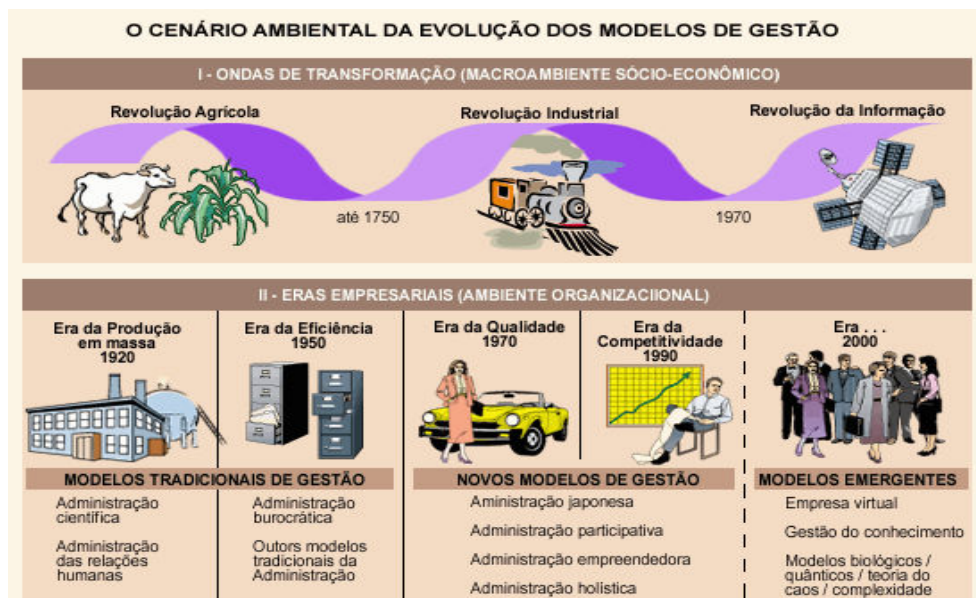 O CENÁRIO AMBIENTAL DA EVOLUÇÃO DOS MODELOS DE GESTÃO
I - ONDAS DE TRANSFORMAÇÃO (MACROAMBIENTE SÓCIO-ECONÔMICO)
Revolução Agrícola
Revolução Industrial
Revolução da Informação
até 1750
1970
II - ERAS EMPRESARIAIS (AMBIENTE ORGANIZACIIONAL)
Era da Produção
em massa
1920
Era da Eficiência
1950
Era da Qualidade
1970
Era da
Competitividade
1990
Era . . .
2000
MODELOS TRADICIONAIS DE GESTÃO
Administração
científica
Administração
das relações
humanas
Administração
burocrática
Outors modelos
tradicionais da
Administração
NOVOS MODELOS DE GESTÃO
Aministração japonesa
Administração participativa
Administração empreendedora
Administração holística
MODELOS EMERGENTES
Empresa virtual
Gestão do conhecimento
Modelos biológicos /
quânticos / teoria do
caos / complexidade